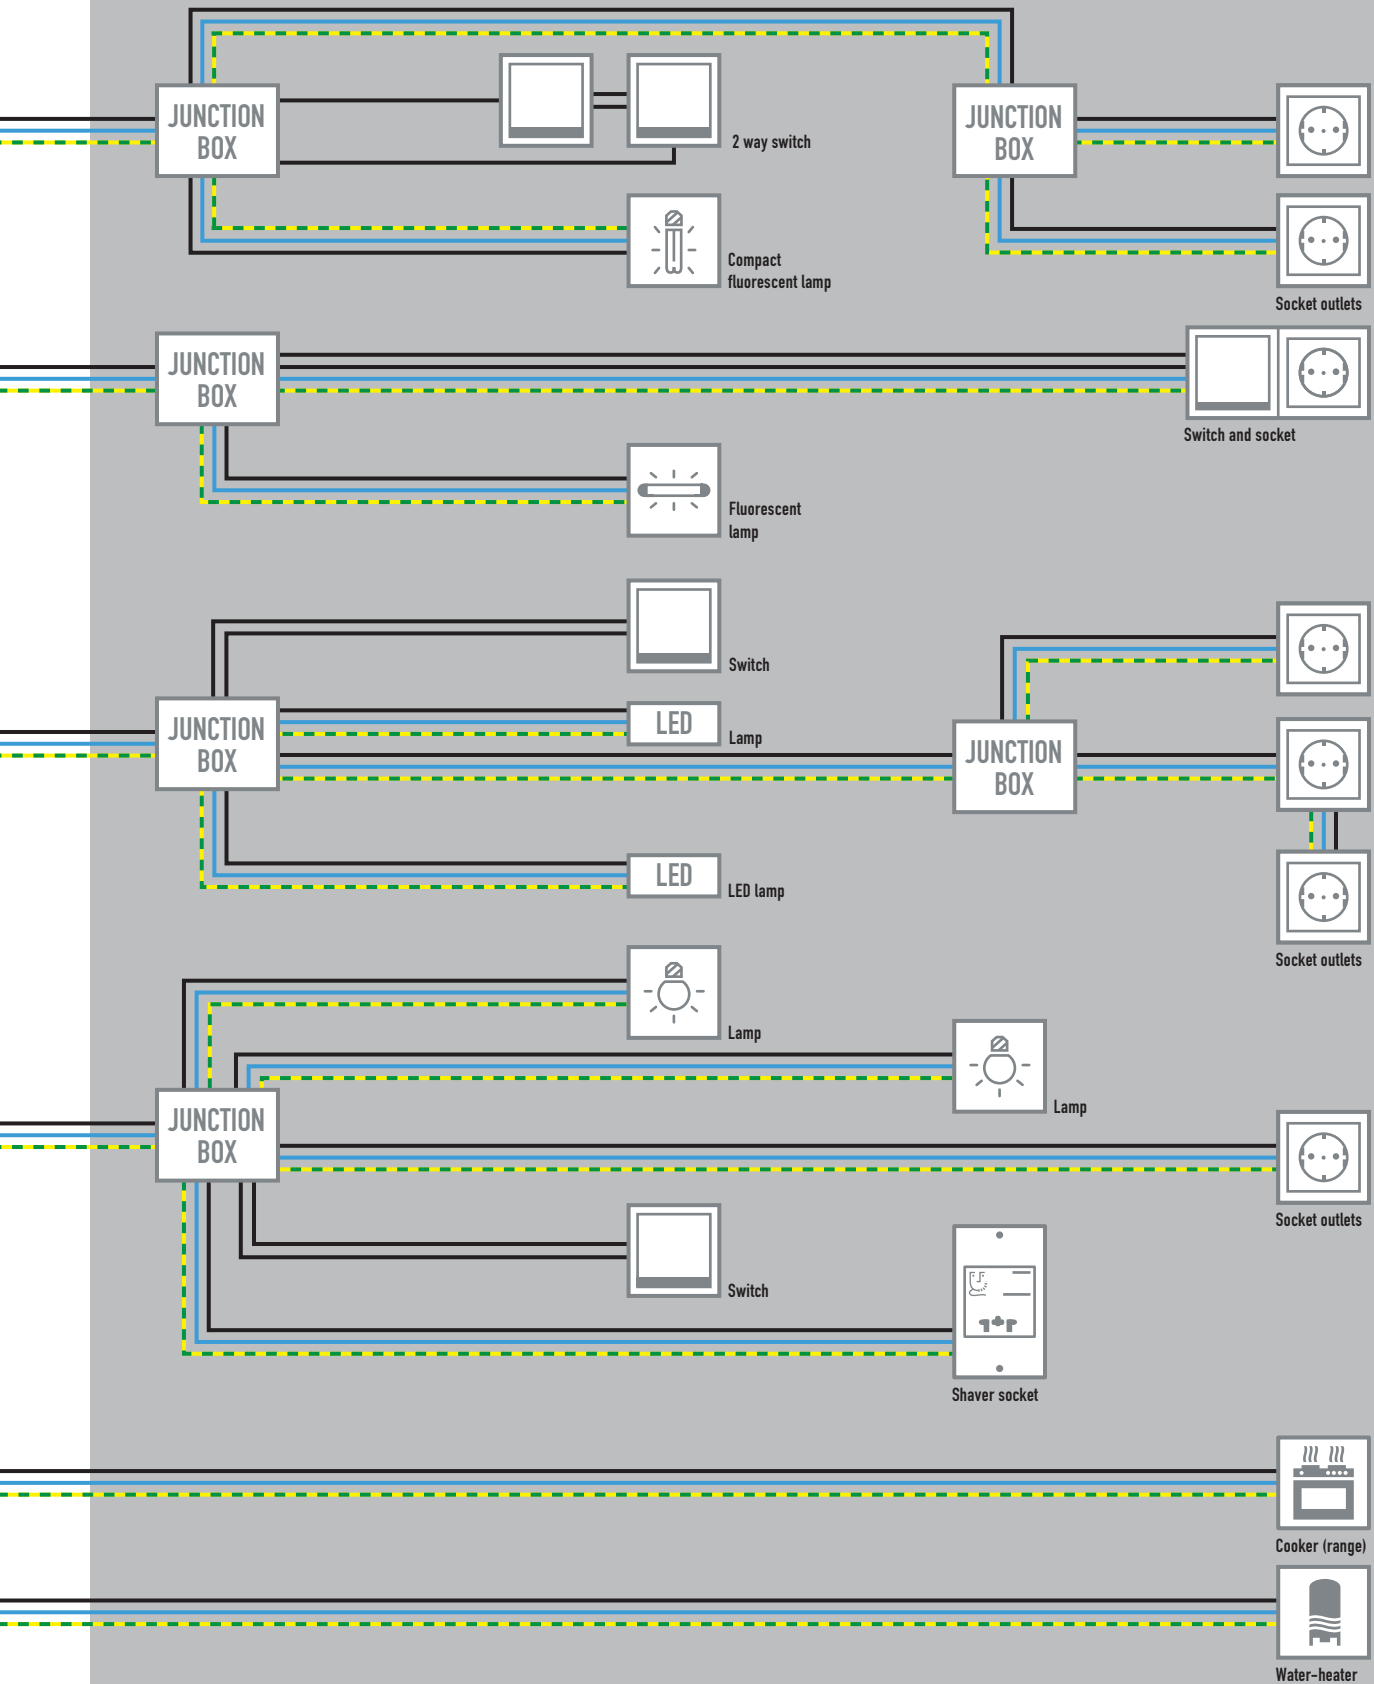 JUNCTION
BOX
2 way switch
JUNCTION
BOX
Compact
fluorescent lamp
Socket outlets
JUNCTION
BOX
Switch and socket
Fluorescent
lamp
Switch
JUNCTION
BOX
LED
Lamp
JUNCTION
BOX
LED
LED lamp
Socket outlets
Lamp
Lamp
JUNCTION
BOX
Socket outlets
Switch
Shaver socket
Cooker (range)
Water-heater